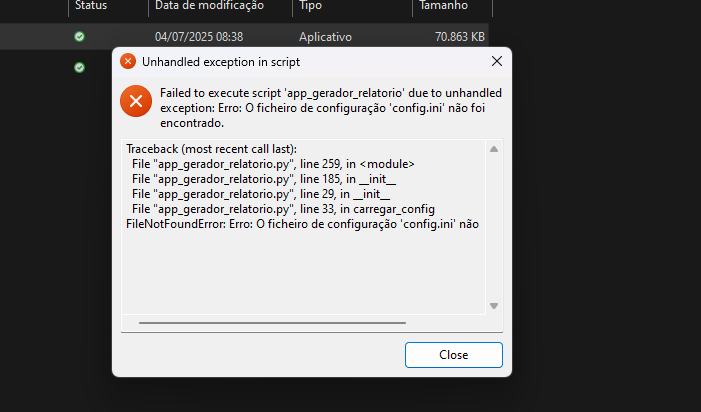 Status Data de modificação Tipo Tamanho
04/07/2025 08:38 Aplicativo 70.863 KB
Unhandled exception in script
Failed to execute script 'app_gerador_relatorio' due to unhandled
exception: Erro: O ficheiro de configuração 'config.ini' não foi
encontrado.
Traceback (most recent call last):
File "app_gerador_relatorio.py", line 259, in <module>
File "app_gerador_relatorio.py", line 185, in __init__
File "app_gerador_relatorio.py", line 29, in __init__
File "app_gerador_relatorio.py", line 33, in carregar_config
FileNotFoundError: Erro: O ficheiro de configuração 'config.ini' não
Close